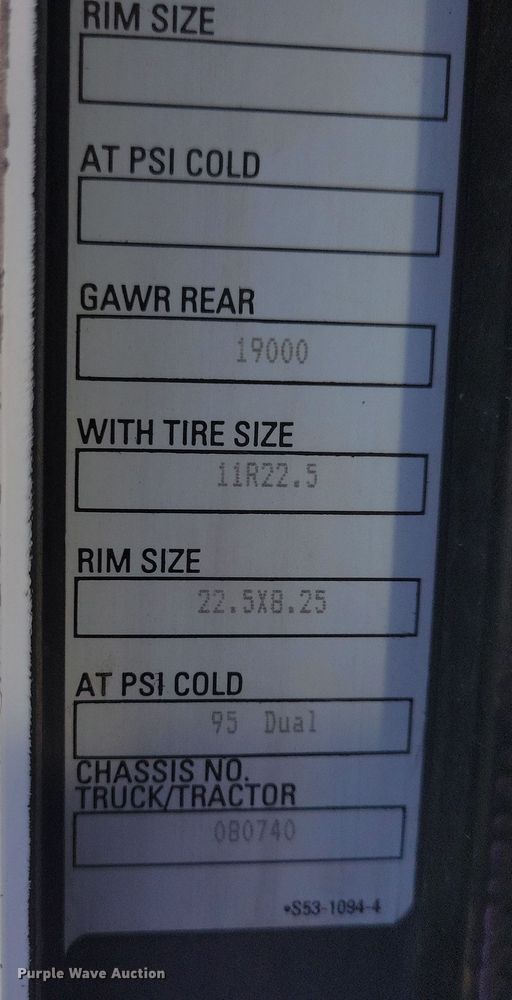 RIM SIZE
AT PSI COLD
GAWR REAR
19000
WITH TIRE SIZE
11R22.5
RIM SIZE
22.5X8.25
AT PSI COLD
95 Dual
CHASSIS NO.
TRUCK/TRACTOR
080740
•S53-1094-4
Purple Wave Auction